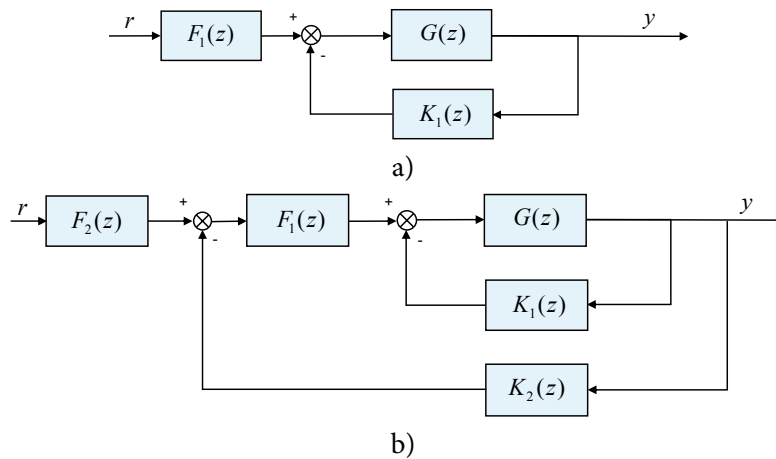 r F₁(z) + - G(z) y
K₁(z)
a)
r F₂(z) + - F₁(z) + - G(z) y
K₁(z)
K₂(z)
b)